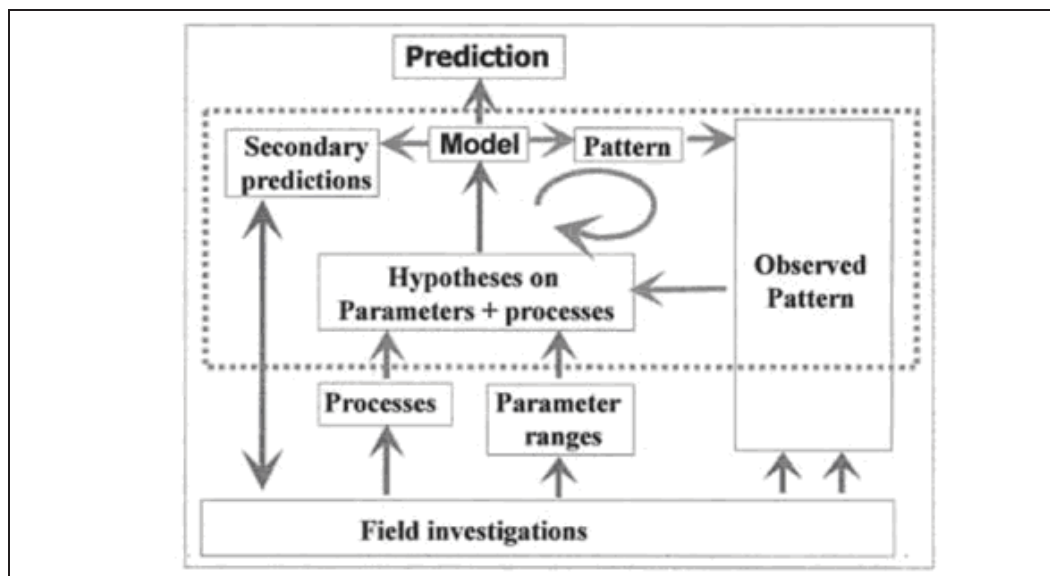 Prediction
Secondary
predictions
Model
Pattern
Observed
Pattern
Hypotheses on
Parameters + processes
Processes
Parameter
ranges
Field investigations